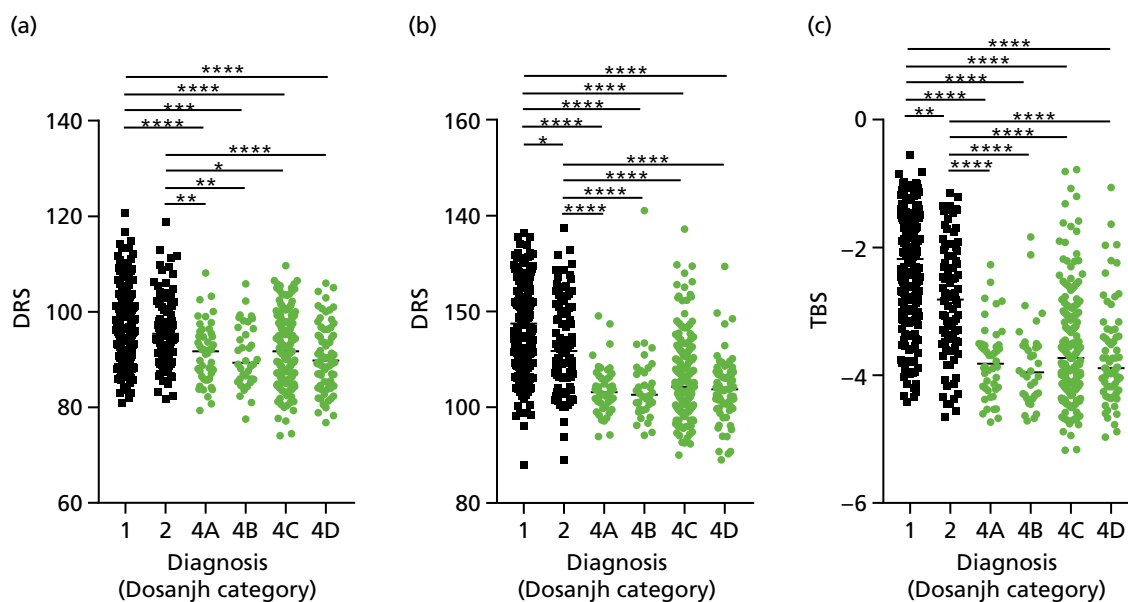 (a)
****
****
***
****
****
*
**
**
140
120
100
80
60
DRS
1 2 4A 4B 4C 4D
Diagnosis
(Dosanjh category)
(b)
****
****
****
****
*
****
****
****
****
160
140
150
100
80
DRS
1 2 4A 4B 4C 4D
Diagnosis
(Dosanjh category)
(c)
****
****
****
****
**
****
****
****
****
0
−2
−4
−6
TBS
1 2 4A 4B 4C 4D
Diagnosis
(Dosanjh category)